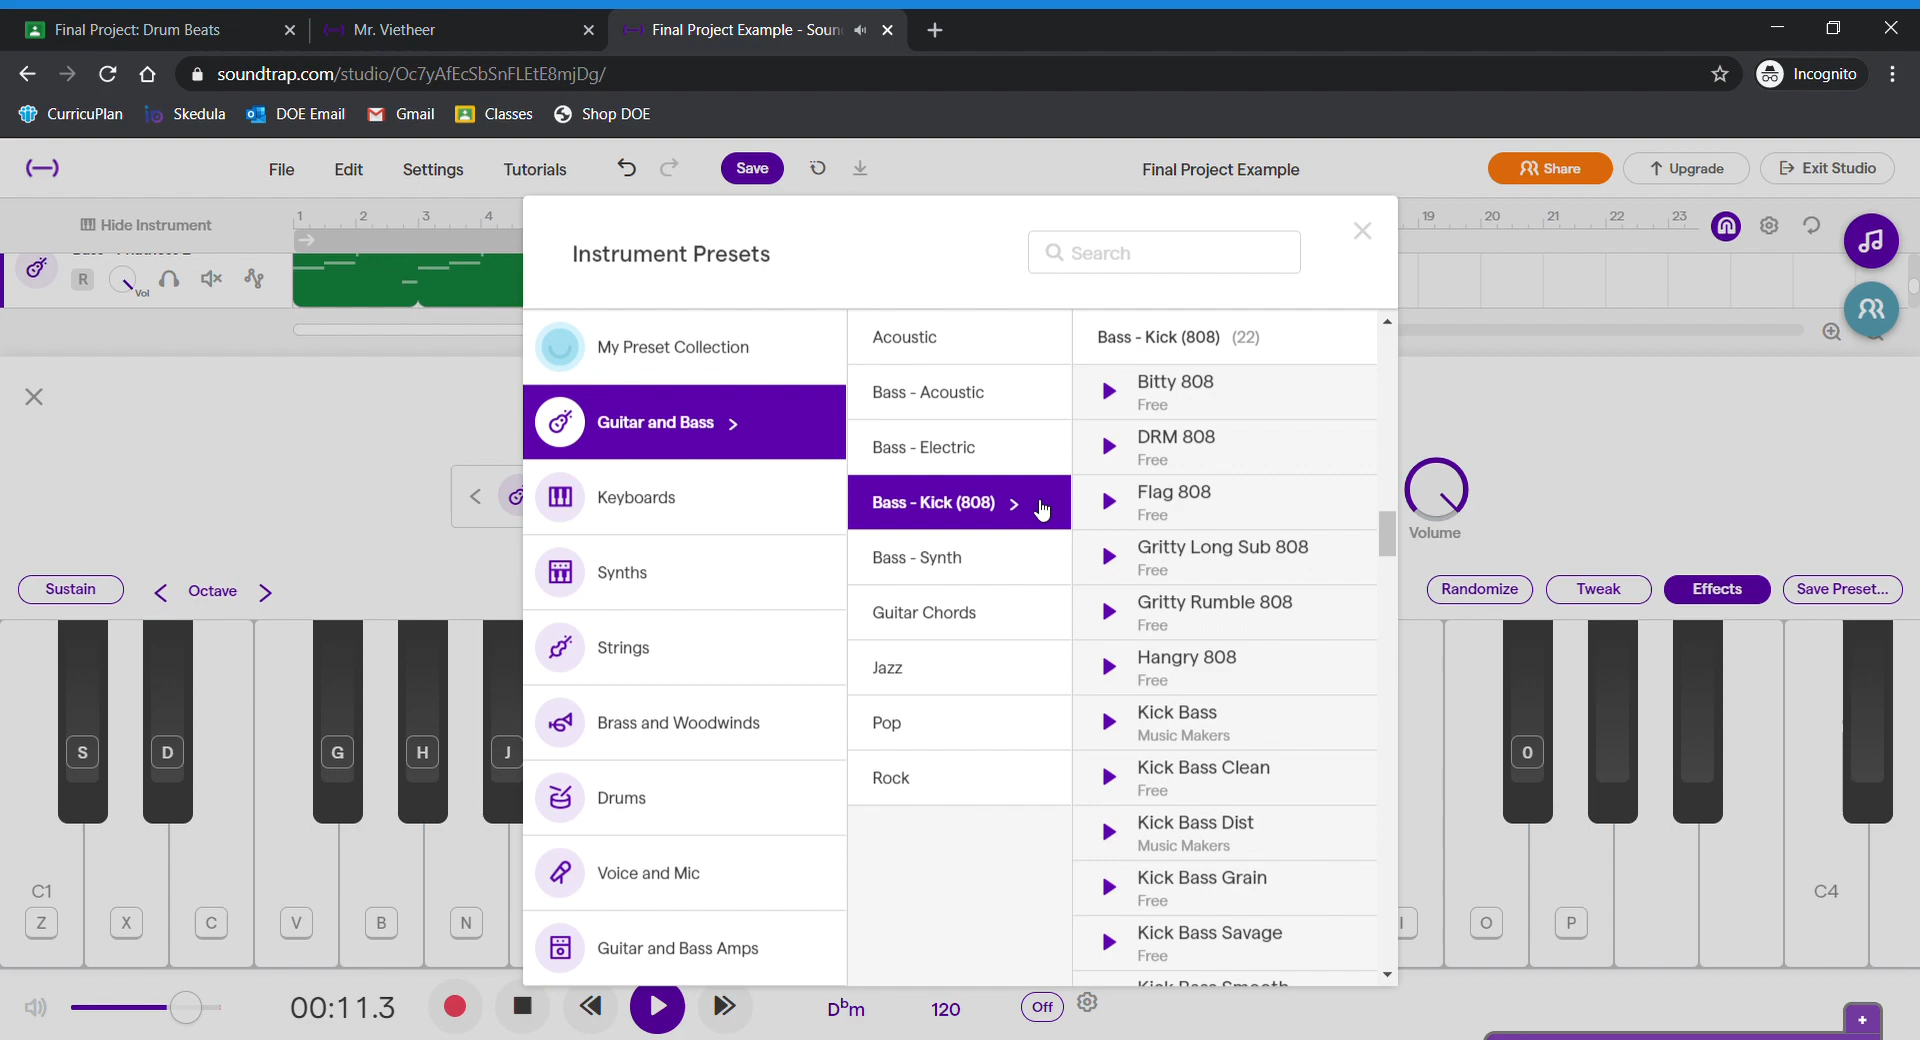 Final Project: Drum Beats
Mr. Vietheer
Final Project Example - Soun
soundtrap.com/studio/Oc7yAfEcSbSnFLEtE8mjDg/
Incognito
CurricuPlan
Skedula
DOE Email
Gmail
Classes
Shop DOE
File
Edit
Settings
Tutorials
Save
Final Project Example
Share
Upgrade
Exit Studio
Hide Instrument
1 2 3 4 19 20 21 22 23
R
Vol
Instrument Presets
Search
My Preset Collection
Guitar and Bass
Keyboards
Synths
Strings
Brass and Woodwinds
Drums
Voice and Mic
Guitar and Bass Amps
Acoustic
Bass - Acoustic
Bass - Electric
Bass - Kick (808)
Bass - Synth
Guitar Chords
Jazz
Pop
Rock
Bass - Kick (808) (22)
Bitty 808
Free
DRM 808
Free
Flag 808
Free
Gritty Long Sub 808
Free
Gritty Rumble 808
Free
Hangry 808
Free
Kick Bass
Music Makers
Kick Bass Clean
Free
Kick Bass Dist
Music Makers
Kick Bass Grain
Free
Kick Bass Savage
Free
Volume
Sustain
Octave
Randomize
Tweak
Effects
Save Preset...
S D G H J 0
C1
C4
Z X C V B N I O P
00:11.3
Dbm
120
Off